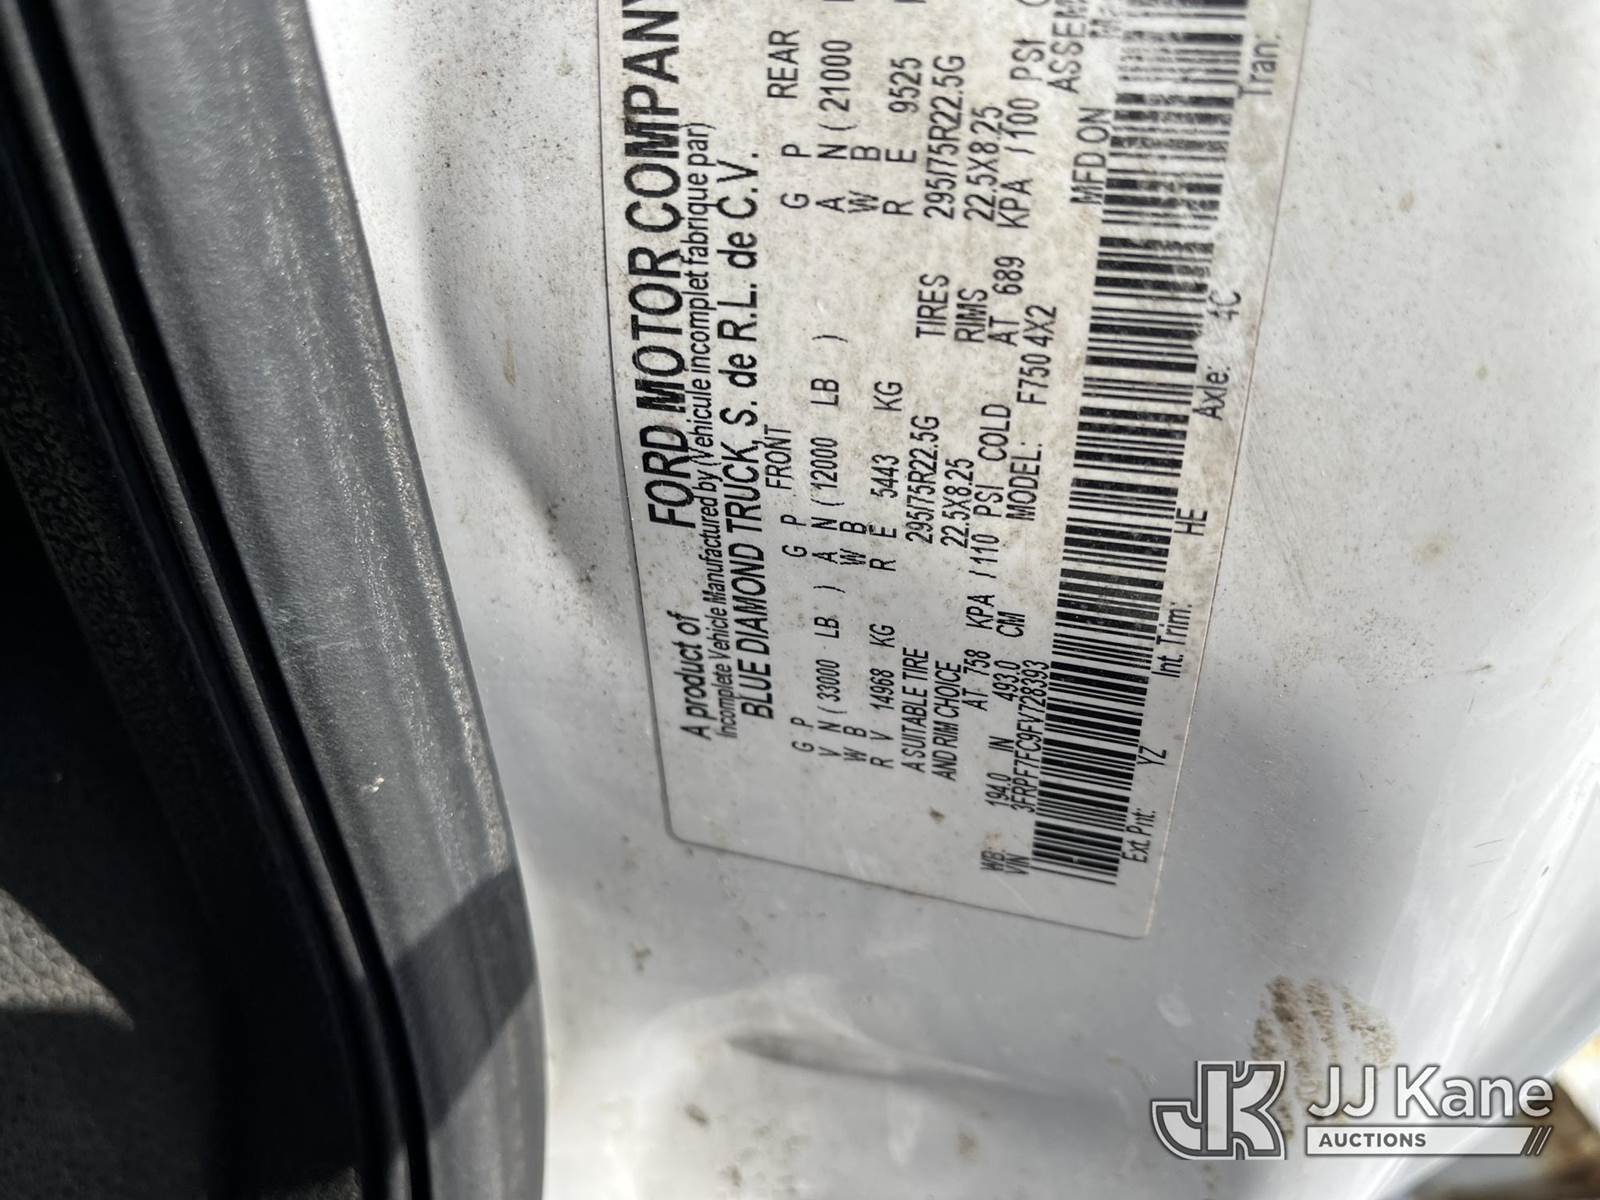 A product of FORD MOTOR COMPANY
Incomplete Vehicle Manufactured by (Vehicule Incomplet fabrique par)
BLUE DIAMOND TRUCK, S. de R.L. de C.V.
FRONT REAR
G P G P G P
V N ( 33000 LB ) A N ( 12000 LB ) A N ( 21000
W B W B W B
R V 14968 KG R E 5443 KG R E 9525
A SUITABLE TIRE 295/75R22.5G TIRES 295/75R22.5G
AND RIM CHOICE 22.5X8.25 RIMS 22.5X8.25
AT 758 KPA / 110 PSI COLD AT 689 KPA / 100 PSI
WB: 194.0 IN 493.0 CM MODEL: F750 4X2
VIN 3FRPF7FC9FV728393 MFD ON
Ext. Pnt: YZ Int. Trim: HE Axle: 4C Tran:
JJ Kane
AUCTIONS